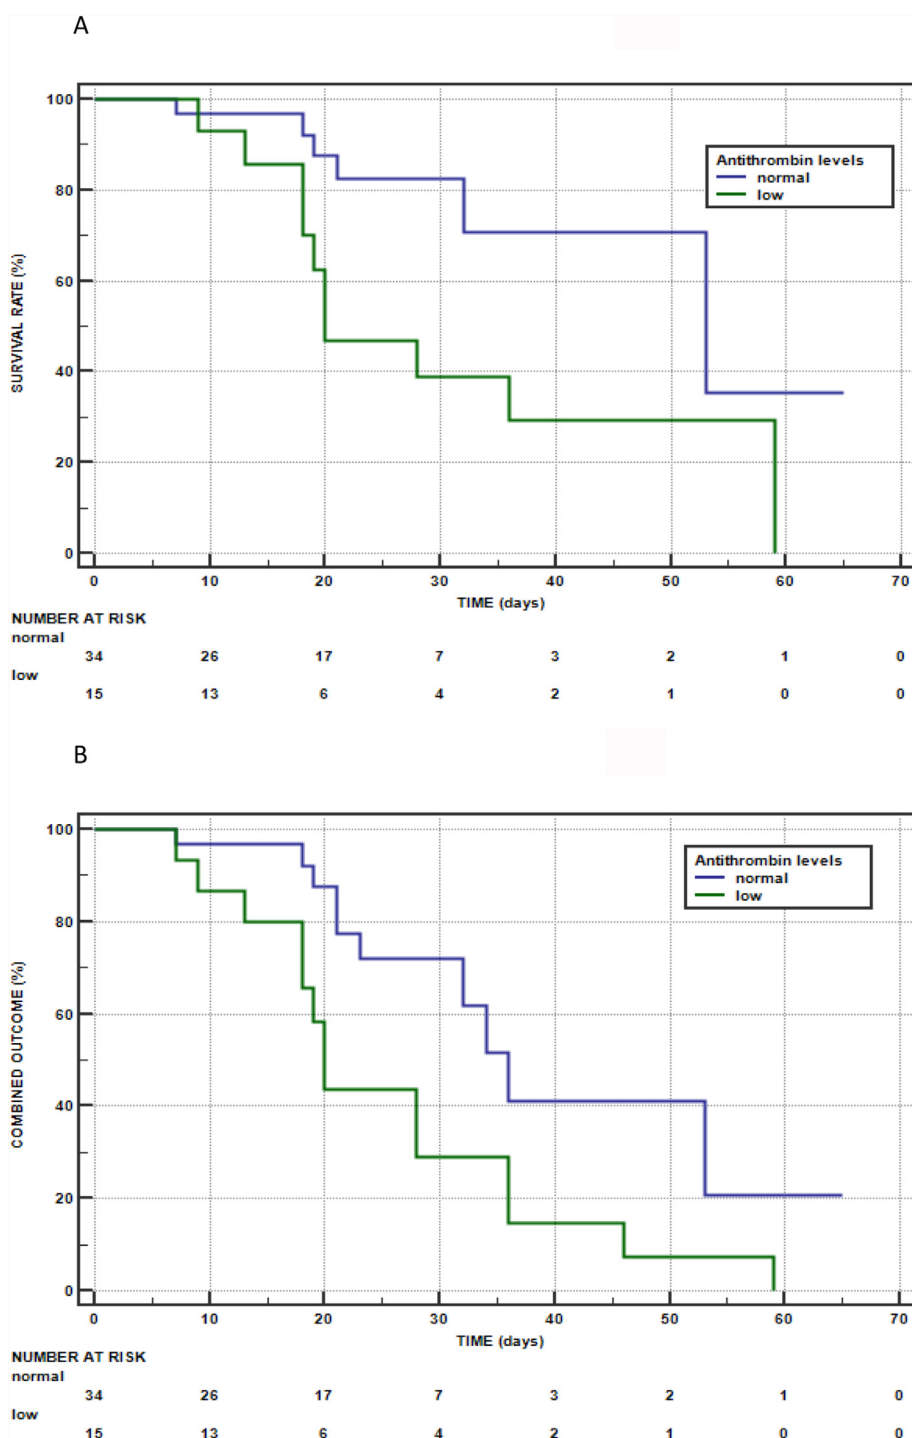 A
100
80
60
40
20
0
SURVIVAL RATE (%)
Antithrombin levels
normal
low
0 10 20 30 40 50 60 70
TIME (days)
NUMBER AT RISK
normal
34 26 17 7 3 2 1 0
low
15 13 6 4 2 1 0 0
B
100
80
60
40
20
0
COMBINED OUTCOME (%)
Antithrombin levels
normal
low
0 10 20 30 40 50 60 70
TIME (days)
NUMBER AT RISK
normal
34 26 17 7 3 2 1 0
low
15 13 6 4 2 1 0 0